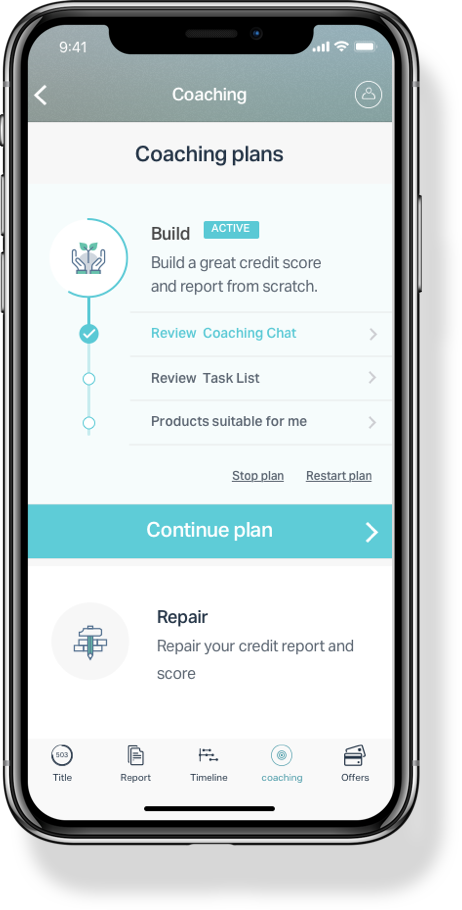 9:41
Coaching
Coaching plans
Build ACTIVE
Build a great credit score
and report from scratch.
Review Coaching Chat
Review Task List
Products suitable for me
Stop plan Restart plan
Continue plan
Repair
Repair your credit report and
score
503
Title Report Timeline coaching Offers